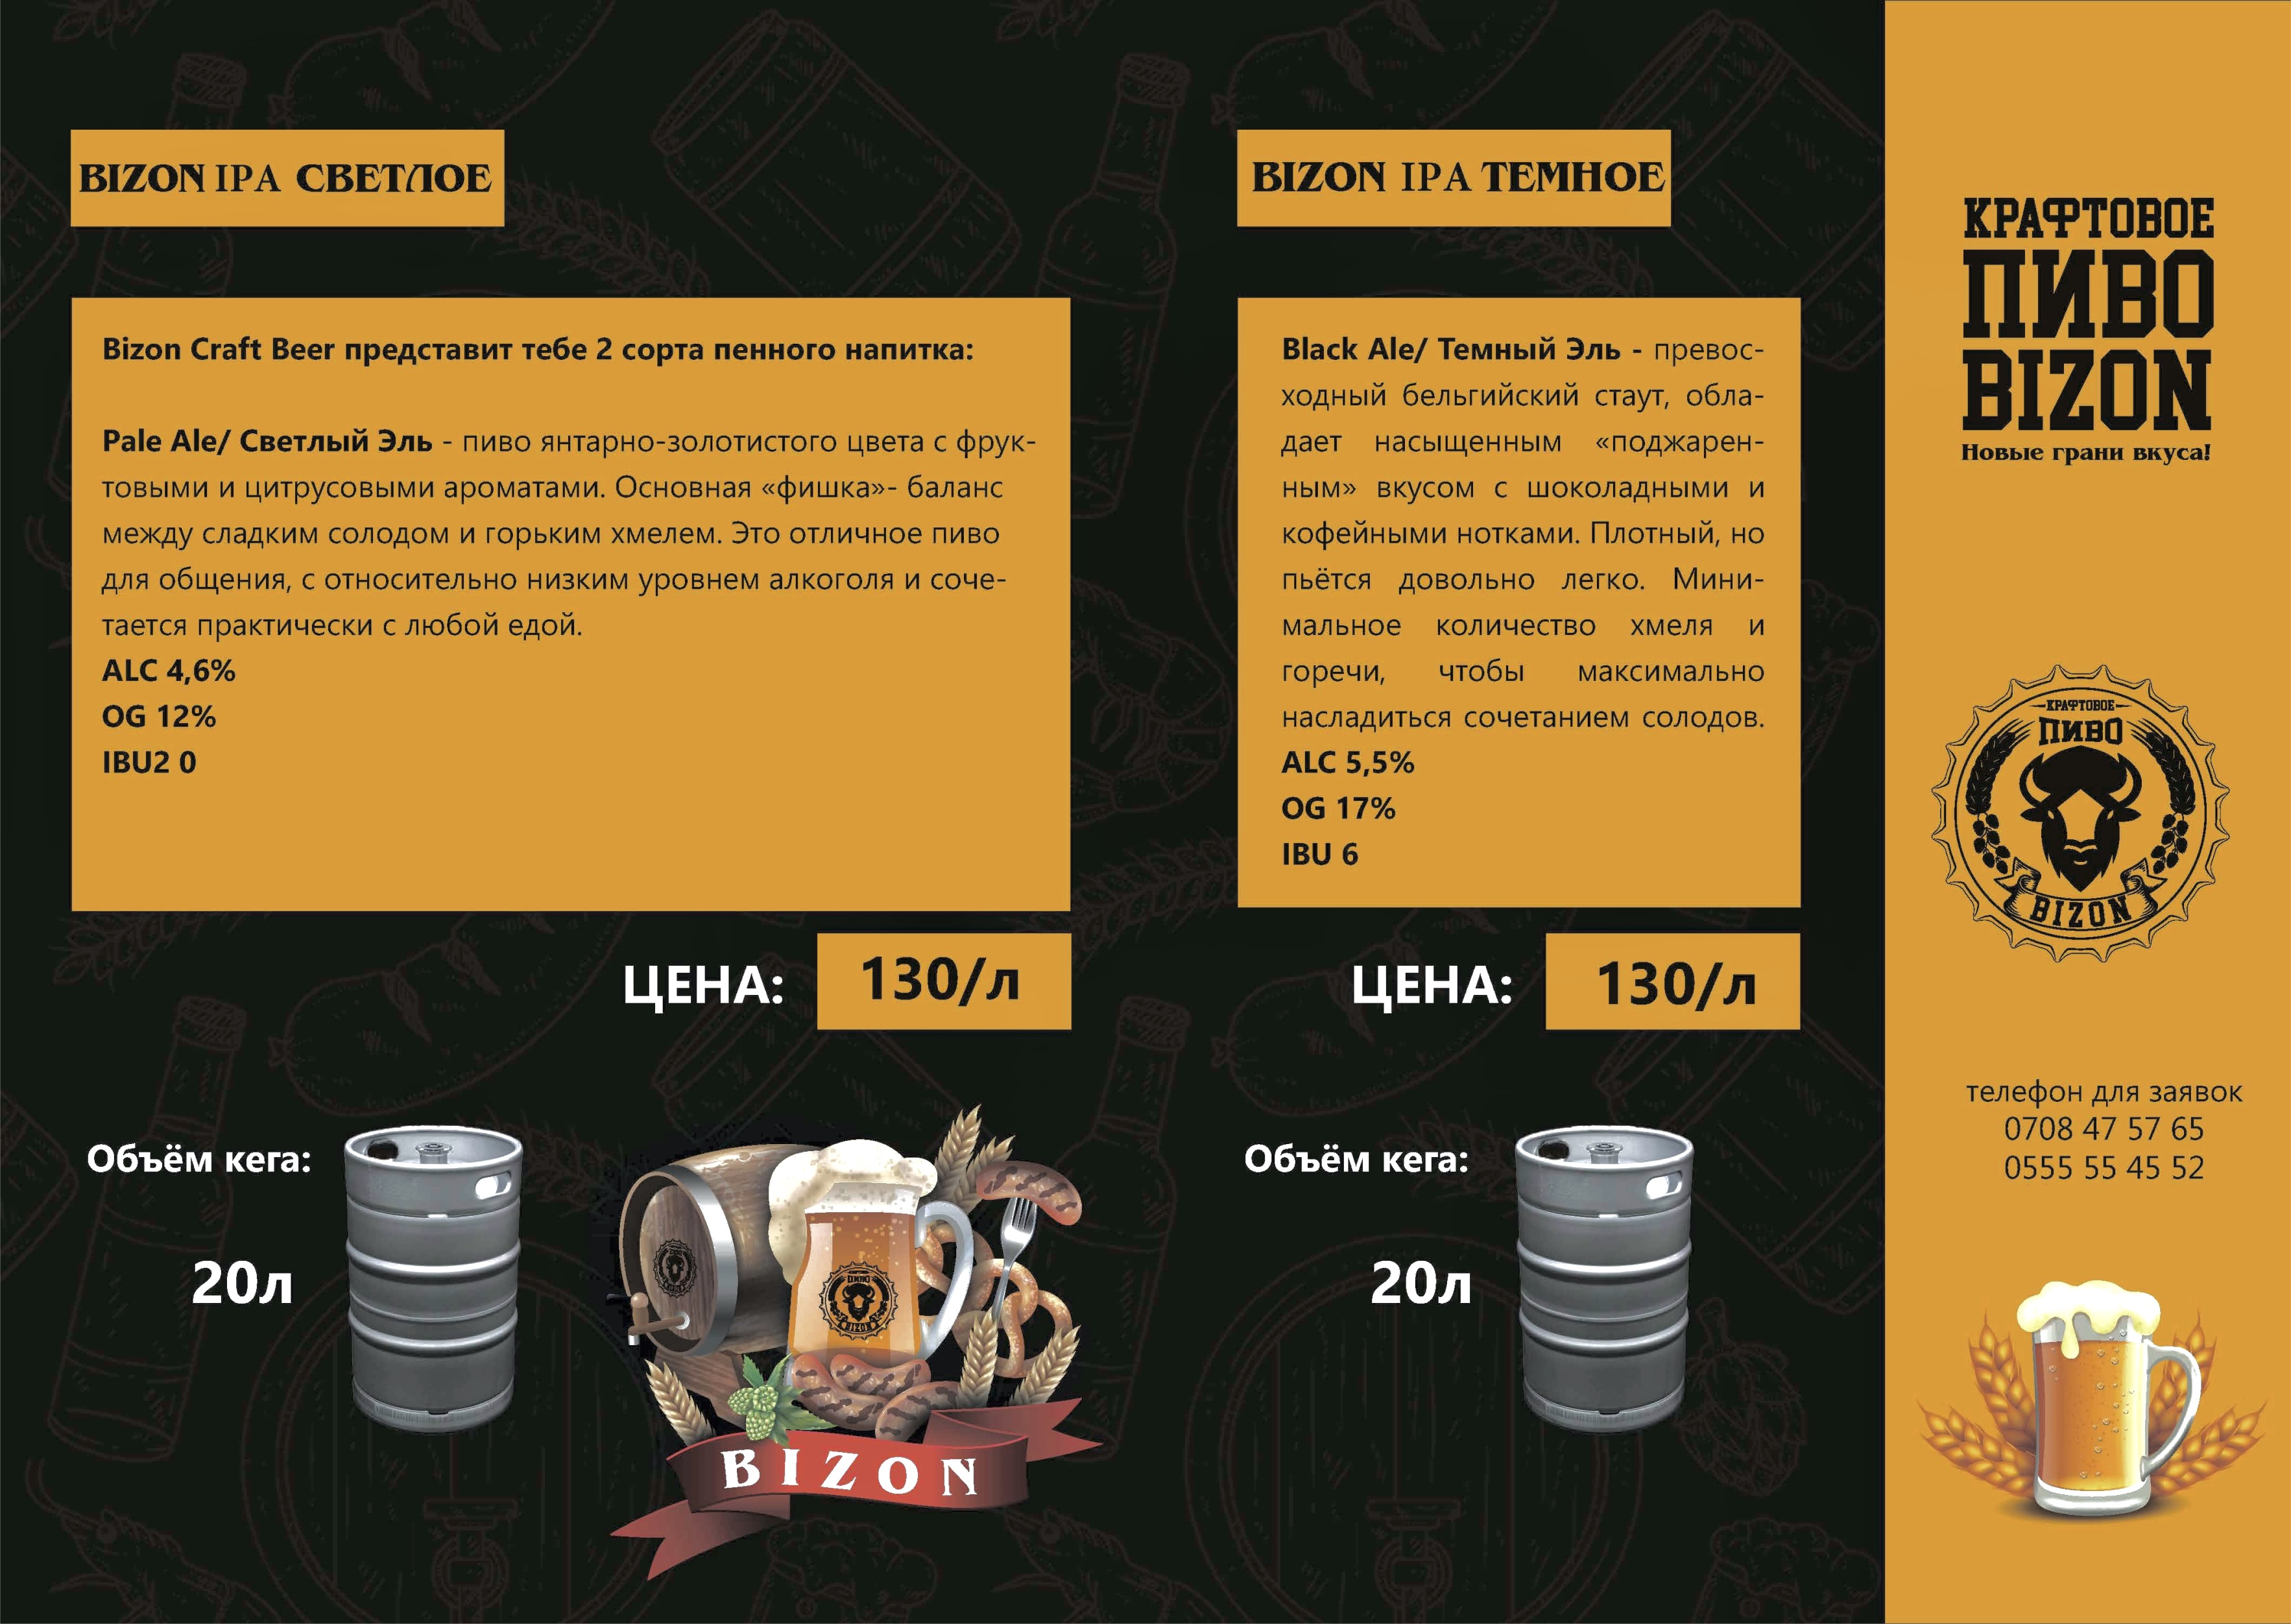 BIZON IPA СВЕТЛОЕ
Bizon Craft Beer представит тебе 2 сорта пенного напитка:
Pale Ale/ Светлый Эль - пиво янтарно-золотистого цвета с фрук-
товыми и цитрусовыми ароматами. Основная «фишка»- баланс
между сладким солодом и горьким хмелем. Это отличное пиво
для общения, с относительно низким уровнем алкоголя и соче-
тается практически с любой едой.
ALC 4,6%
OG 12%
IBU2 0
ЦЕНА: 130/л
Объём кега:
20л
BIZON
BIZON IPA ТЕМНОЕ
Black Ale/ Темный Эль - превос-
ходный бельгийский стаут, обла-
дает насыщенным «поджарен-
ным» вкусом с шоколадными и
кофейными нотками. Плотный, но
пьётся довольно легко. Мини-
мальное количество хмеля и
горечи, чтобы максимально
насладиться сочетанием солодов.
ALC 5,5%
OG 17%
IBU 6
ЦЕНА: 130/л
Объём кега:
20л
КРАФТОВОЕ
ПИВО
BIZON
Новые грани вкуса!
КРАФТОВОЕ
ПИВО
BIZON
телефон для заявок
0708 47 57 65
0555 55 45 52